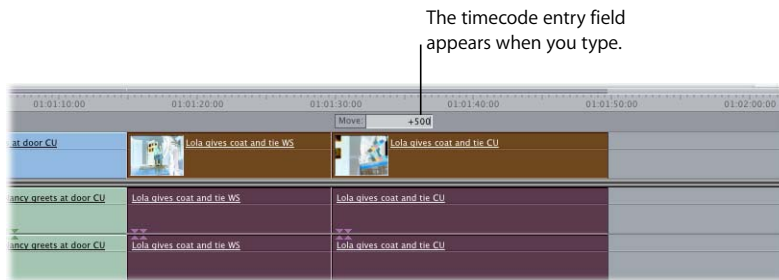 The timecode entry field
appears when you type.
01:01:10:00 01:01:20:00 01:01:30:00 01:01:40:00 01:01:50:00 01:02:00:00
Move: +500
at door CU Lola gives coat and tie WS Lola gives coat and tie CU
ancy greets at door CU Lola gives coat and tie WS Lola gives coat and tie CU
ancy greets at door CU Lola gives coat and tie WS Lola gives coat and tie CU